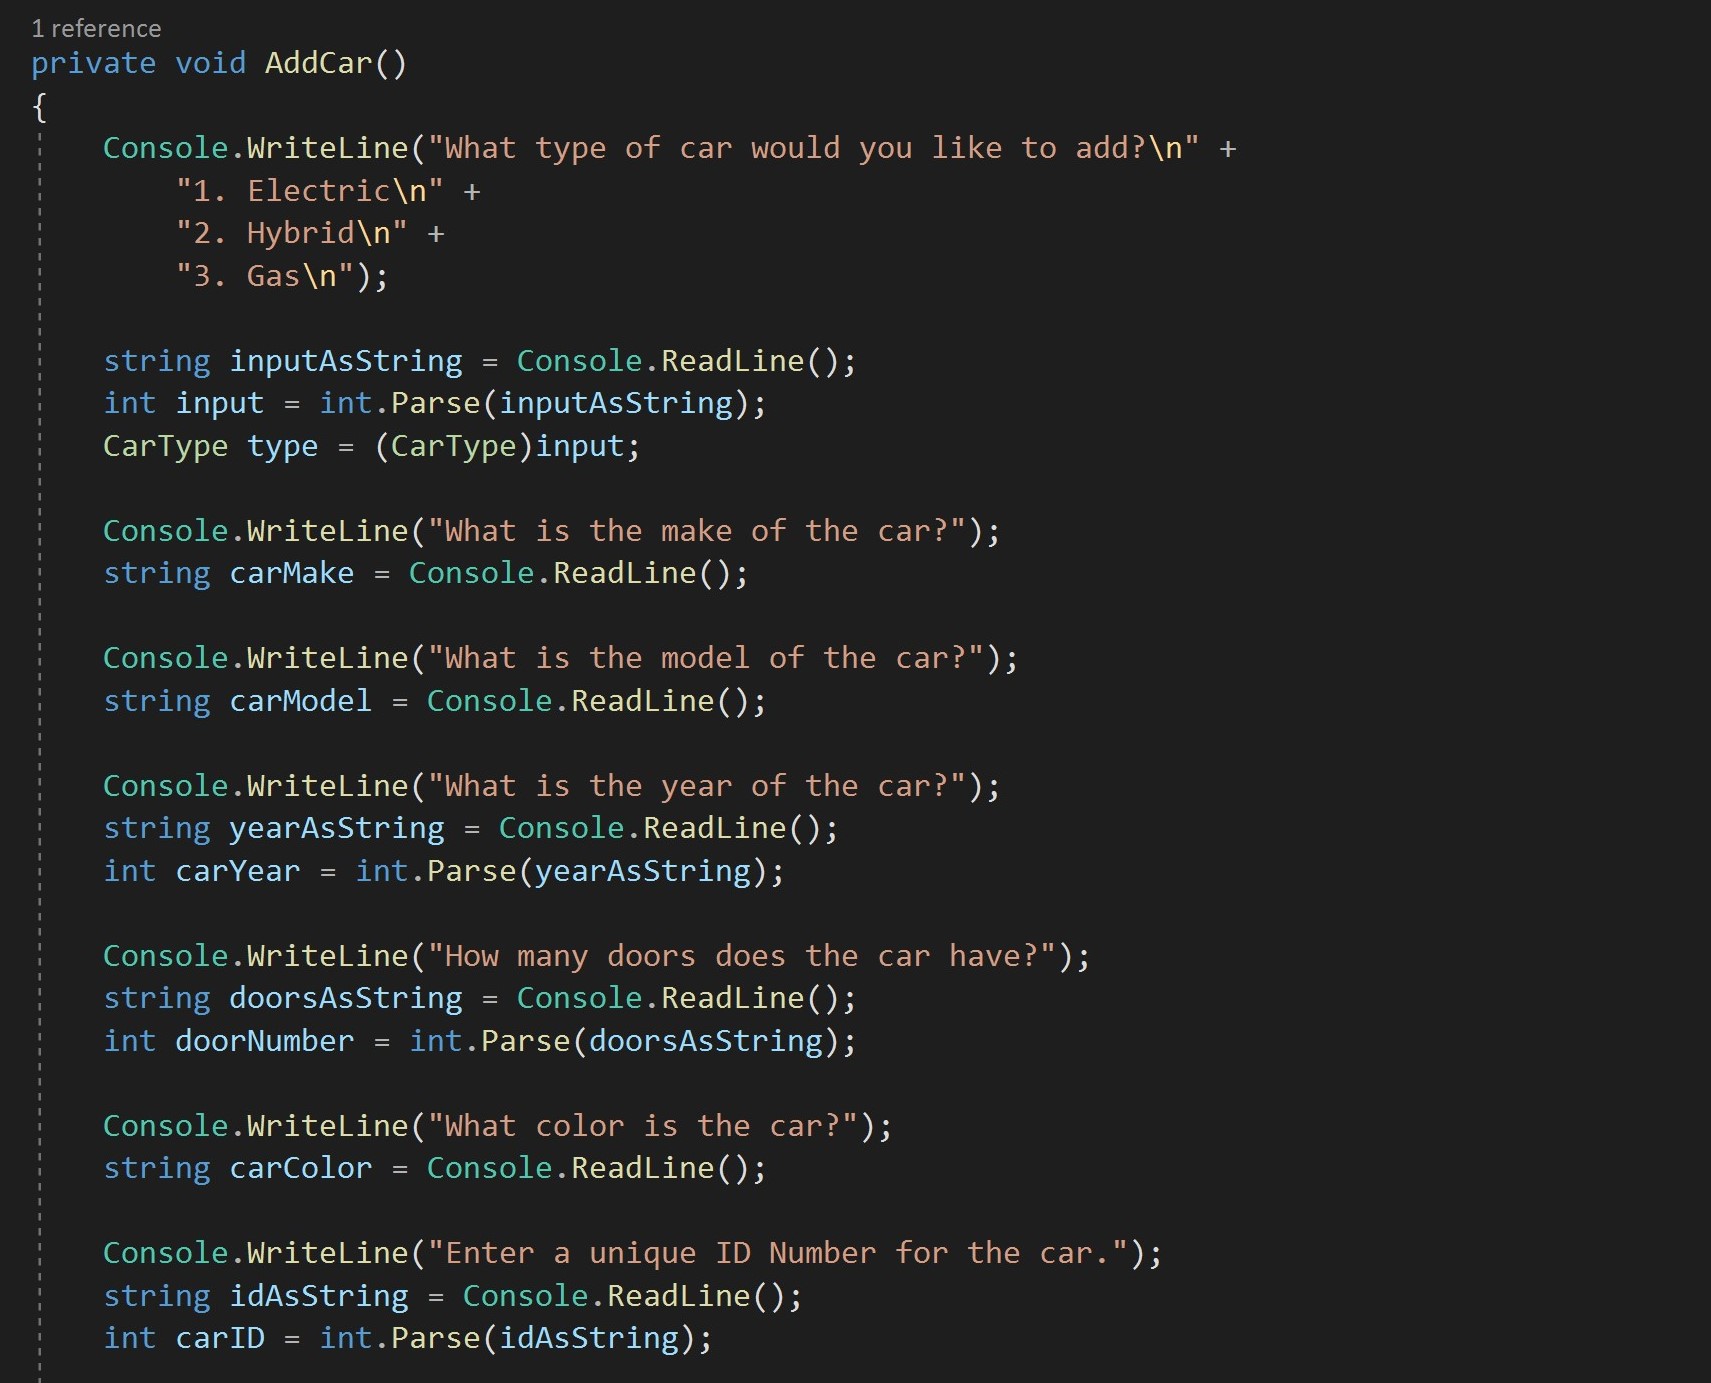 1 reference
private void AddCar()
{
    Console.WriteLine("What type of car would you like to add?\n" +
        "1. Electric\n" +
        "2. Hybrid\n" +
        "3. Gas\n");

    string inputAsString = Console.ReadLine();
    int input = int.Parse(inputAsString);
    CarType type = (CarType)input;

    Console.WriteLine("What is the make of the car?");
    string carMake = Console.ReadLine();

    Console.WriteLine("What is the model of the car?");
    string carModel = Console.ReadLine();

    Console.WriteLine("What is the year of the car?");
    string yearAsString = Console.ReadLine();
    int carYear = int.Parse(yearAsString);

    Console.WriteLine("How many doors does the car have?");
    string doorsAsString = Console.ReadLine();
    int doorNumber = int.Parse(doorsAsString);

    Console.WriteLine("What color is the car?");
    string carColor = Console.ReadLine();

    Console.WriteLine("Enter a unique ID Number for the car.");
    string idAsString = Console.ReadLine();
    int carID = int.Parse(idAsString);